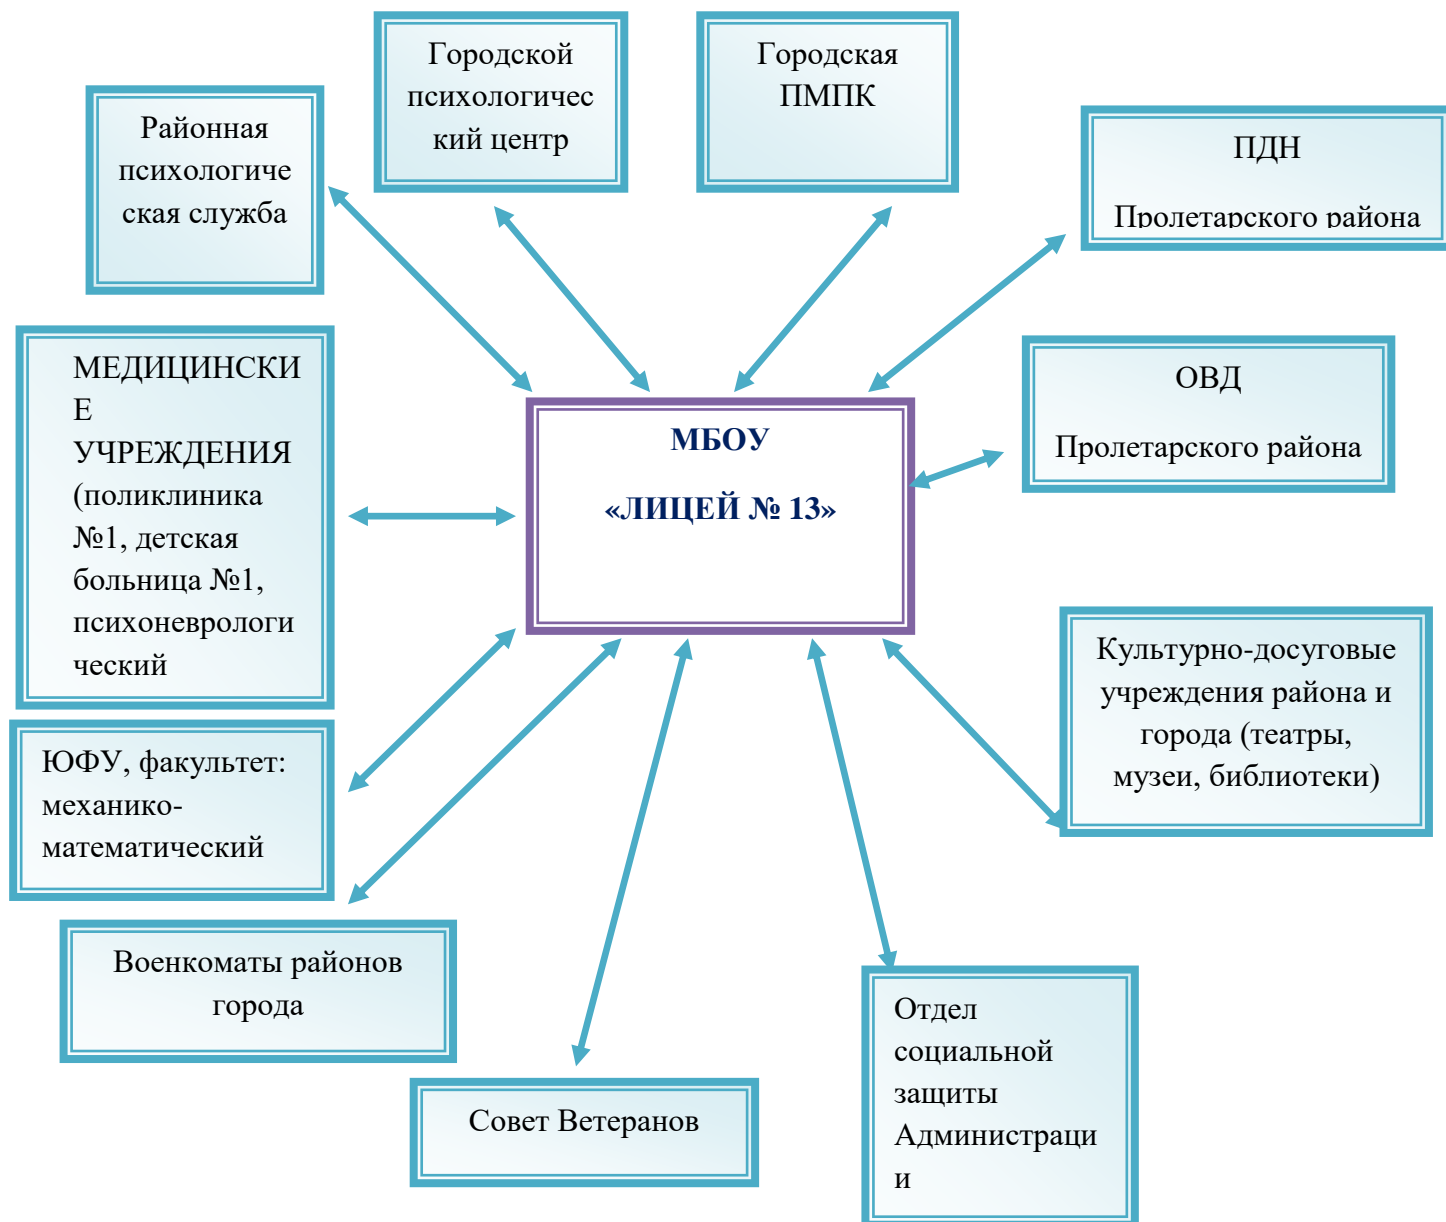 Городской
психологичес
кий центр
Городская
ПМПК
Районная
психологиче
ская служба
ПДН
Пролетарского района
МЕДИЦИНСКИ
Е
УЧРЕЖДЕНИЯ
(поликлиника
№1, детская
больница №1,
психоневрологи
ческий
ОВД
Пролетарского района
МБОУ
«ЛИЦЕЙ № 13»
Культурно-досуговые
учреждения района и
города (театры,
музеи, библиотеки)
ЮФУ, факультет:
механико-
математический
Военкоматы районов
города
Отдел
социальной
защиты
Администраци
и
Совет Ветеранов